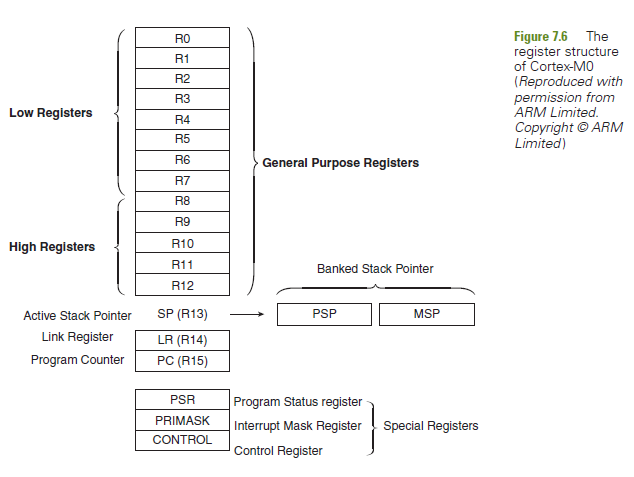 Figure 7.6 The
register structure
of Cortex-M0
(Reproduced with
permission from
ARM Limited.
Copyright © ARM
Limited)
R0
R1
R2
R3
Low Registers
R4
R5
R6
General Purpose Registers
R7
R8
R9
High Registers
R10
R11
R12
Banked Stack Pointer
Active Stack Pointer SP (R13) PSP MSP
Link Register LR (R14)
Program Counter PC (R15)
PSR Program Status register
PRIMASK Interrupt Mask Register Special Registers
CONTROL Control Register